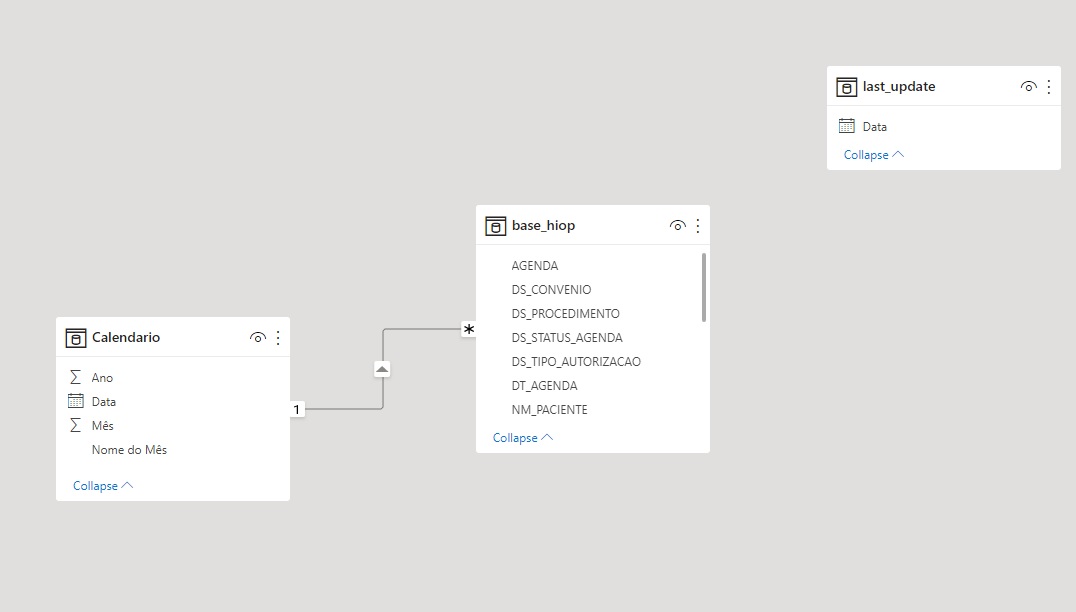 last_update
Data
Collapse
base_hiop
AGENDA
DS_CONVENIO
DS_PROCEDIMENTO
DS_STATUS_AGENDA
DS_TIPO_AUTORIZACAO
DT_AGENDA
NM_PACIENTE
Collapse
Calendario
Ano
Data
Mês
Nome do Mês
Collapse
1
*